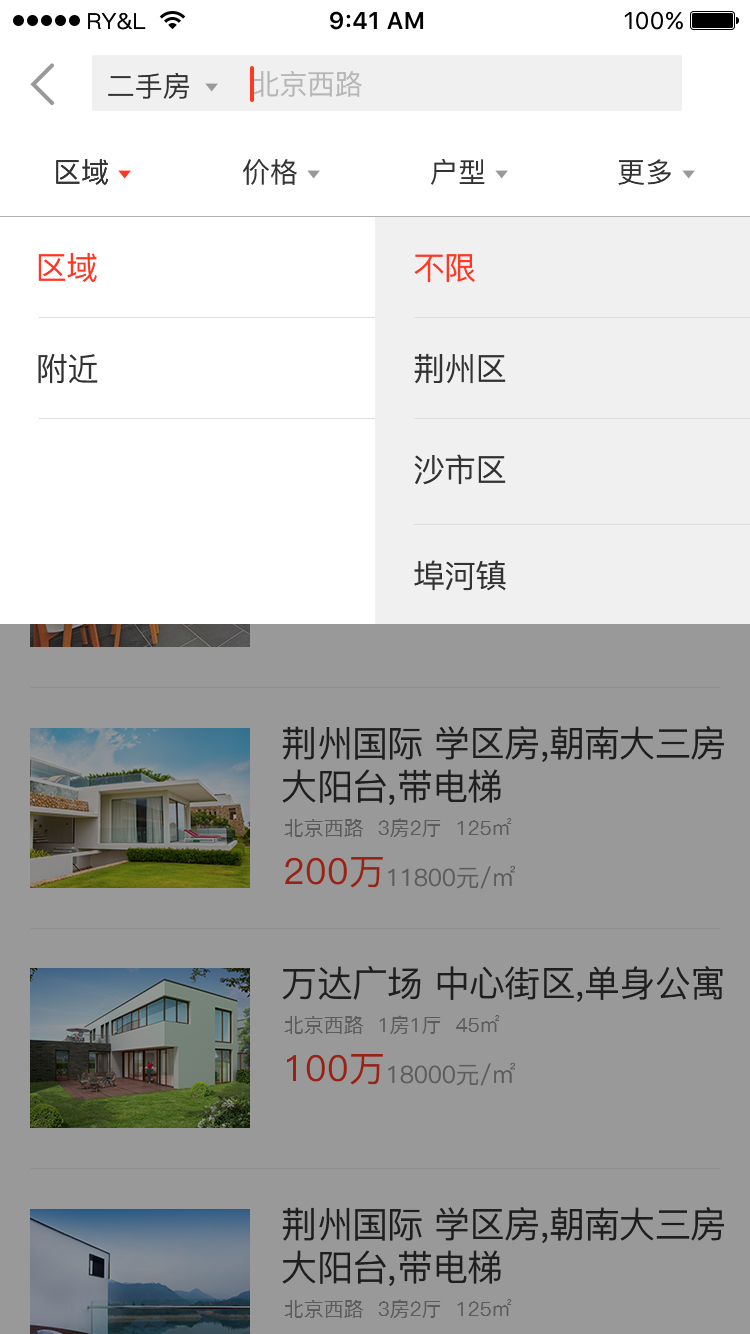 RY&L 9:41 AM 100%
二手房 北京西路
区域 价格 户型 更多
区域 不限
附近 荆州区
沙市区
埠河镇
荆州国际 学区房,朝南大三房
大阳台,带电梯
北京西路 3房2厅 125㎡
200万 11800元/㎡
万达广场 中心街区,单身公寓
北京西路 1房1厅 45㎡
100万 18000元/㎡
荆州国际 学区房,朝南大三房
大阳台,带电梯
北京西路 3房2厅 125㎡